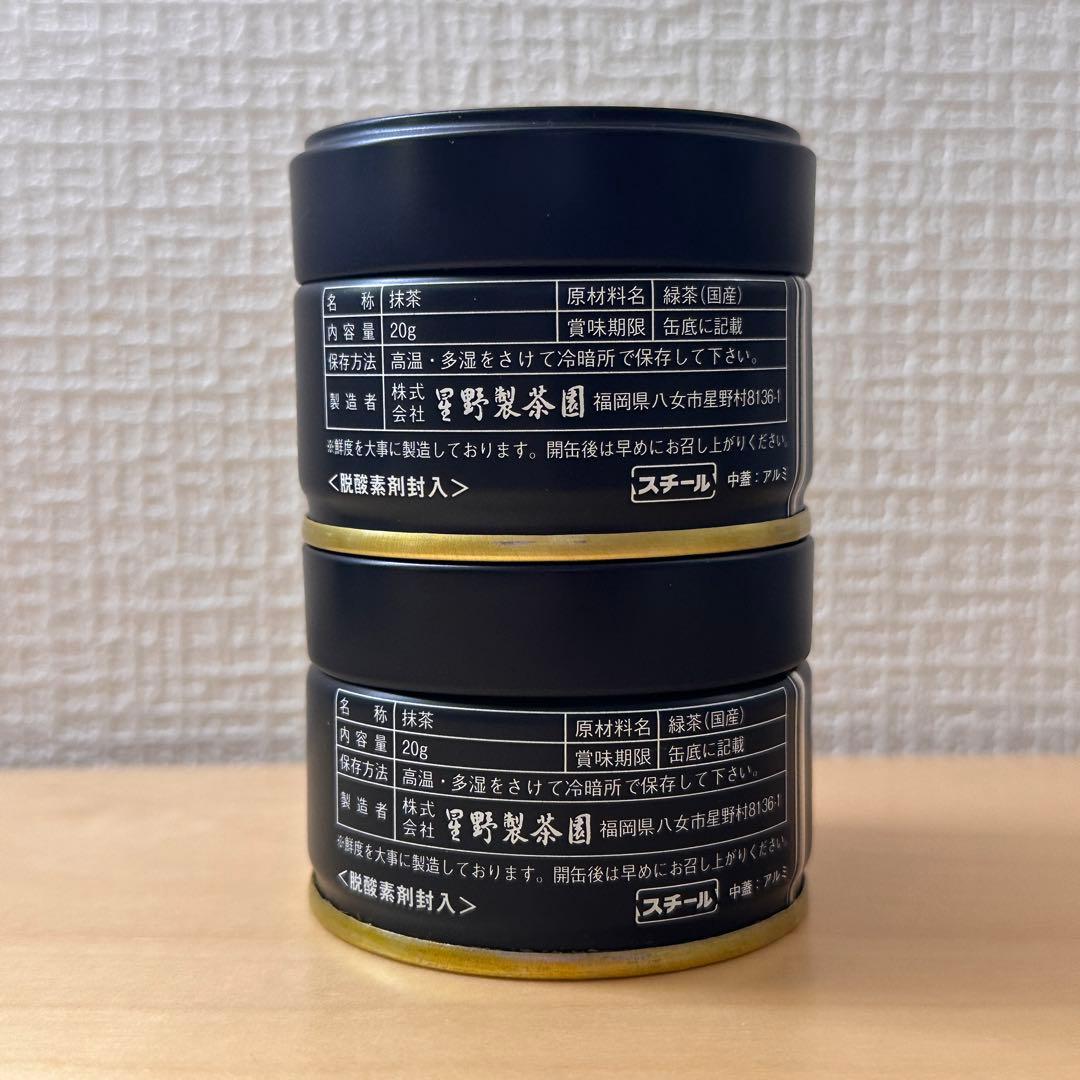 名称 抹茶 原材料名 緑茶(国産)
内容量 20g 賞味期限 缶底に記載
保存方法 高温・多湿をさけて冷暗所で保存して下さい。
製造者 株式会社 星野製茶園 福岡県八女市星野村8136-1
※鮮度を大事に製造しております。開缶後は早めにお召し上がりください。
<脱酸素剤封入> スチール 中蓋:アルミ
名称 抹茶 原材料名 緑茶(国産)
内容量 20g 賞味期限 缶底に記載
保存方法 高温・多湿をさけて冷暗所で保存して下さい。
製造者 株式会社 星野製茶園 福岡県八女市星野村8136-1
※鮮度を大事に製造しております。開缶後は早めにお召し上がりください。
<脱酸素剤封入> スチール 中蓋:アルミ